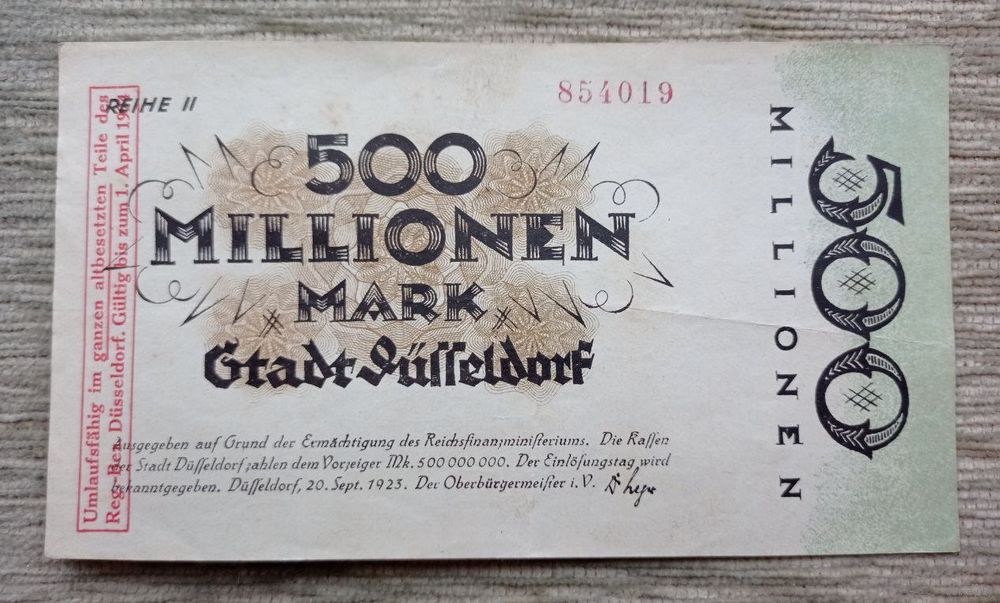 REIHE II
854019
500
MILLIONEN
MARK
Stadt Düsseldorf
Ausgegeben auf Grund der Ermächtigung des Reichsfinanzministeriums. Die Kassen
der Stadt Düsseldorf zahlen dem Vorzeiger Mk. 500 000 000. Der Einlösungstag wird
bekanntgegeben. Düsseldorf, 20. Sept. 1923. Der Oberbürgermeister i. V.
Umlaufsfähig im ganzen altbesetzten Teile des
Reg.-Bez. Düsseldorf. Gültig bis zum 1. April 1924
500
MILLIONEN